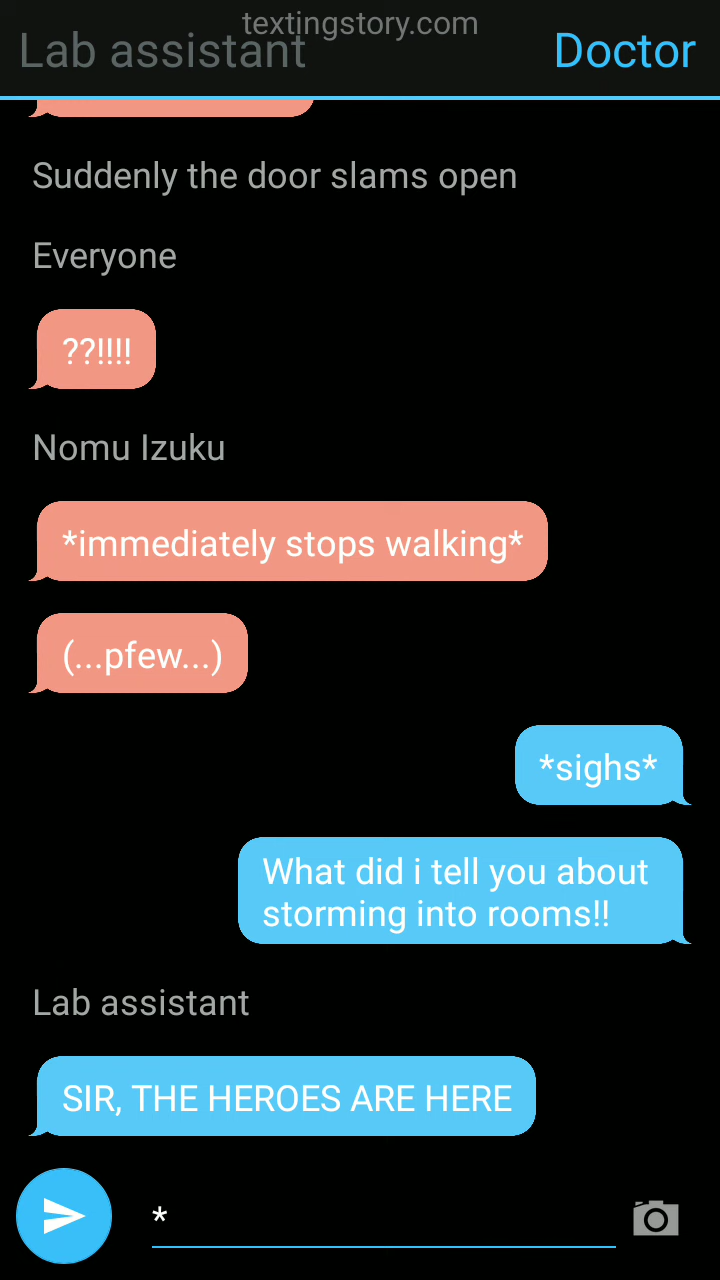 textingstory.com
Lab assistant
Doctor
Suddenly the door slams open
Everyone
??!!!!
Nomu Izuku
*immediately stops walking*
(...pfew...)
*sighs*
What did i tell you about
storming into rooms!!
Lab assistant
SIR, THE HEROES ARE HERE
*